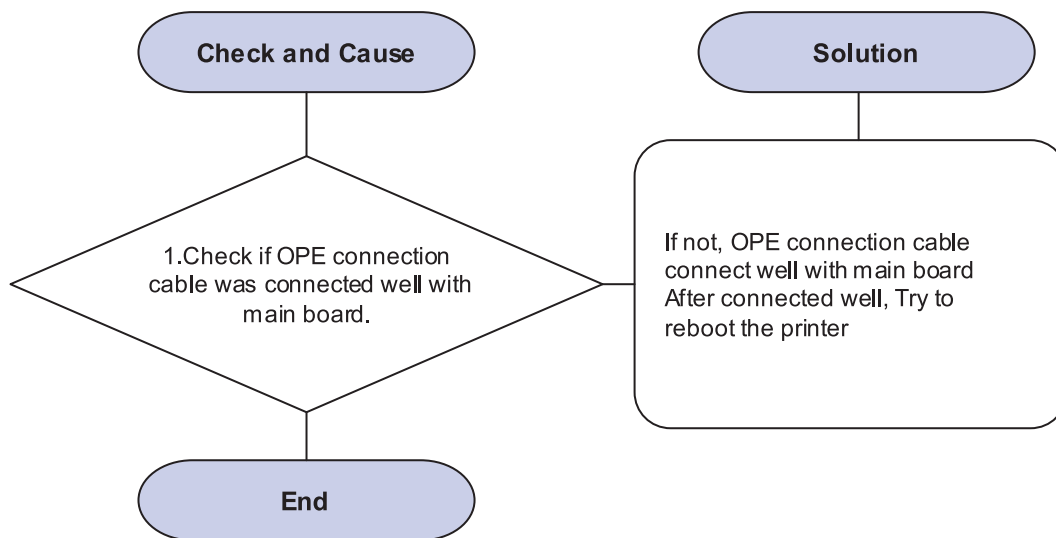 Check and Cause
Solution
1.Check if OPE connection
cable was connected well with
main board.
If not, OPE connection cable
connect well with main board
After connected well, Try to
reboot the printer
End